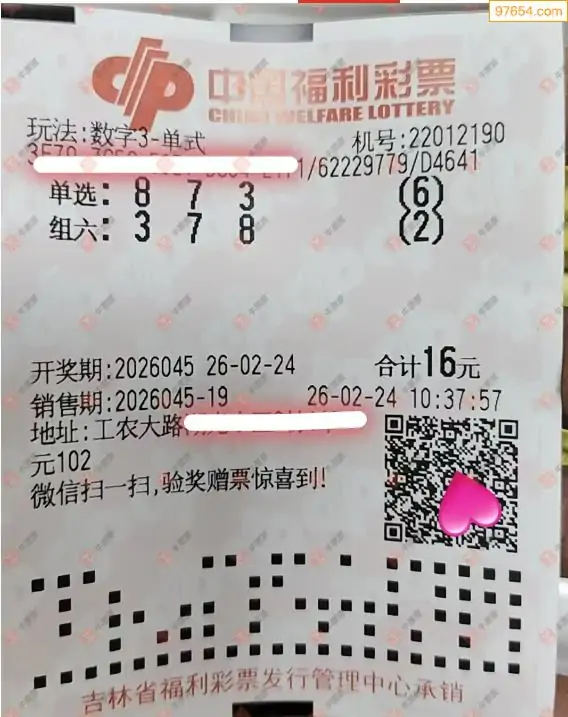 97654.com
中国福利彩票
CHINA WELFARE LOTTERY
玩法:数字3-单式 机号:22012190
1/62229779/D4641
单选: 8 7 3 (6)
组六: 3 7 8 (2)
开奖期:2026045 26-02-24 合计16元
销售期:2026045-19 26-02-24 10:37:57
地址:工农大路
元102
微信扫一扫,验奖赠票惊喜到!
吉林省福利彩票发行管理中心承销